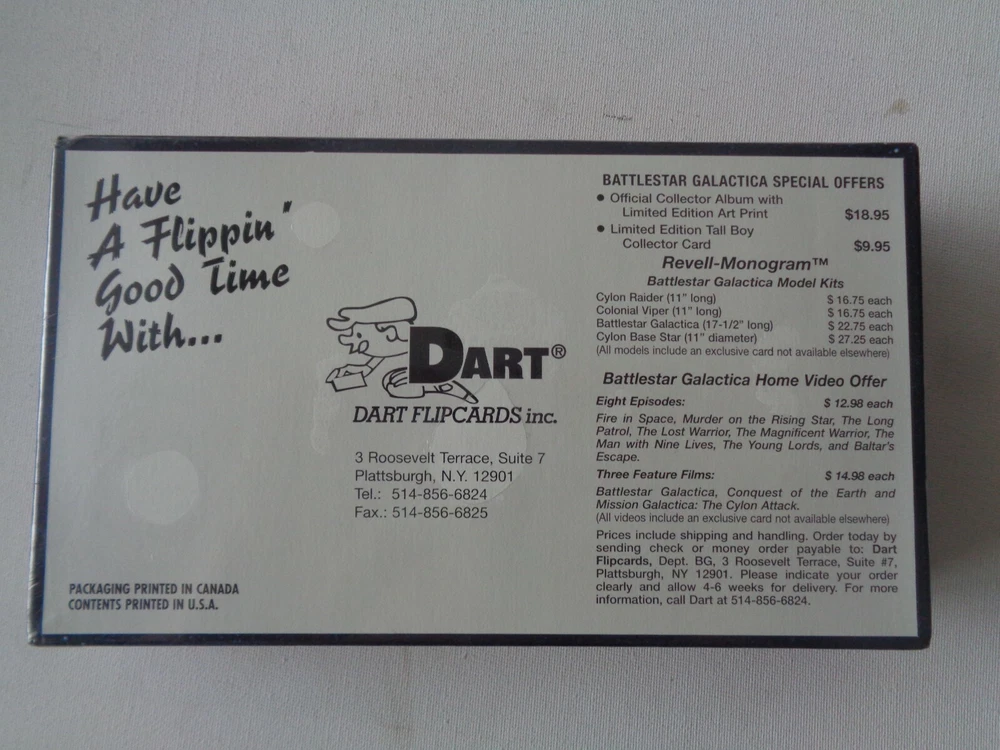 Have
A Flippin'
Good Time
With...
DART®
DART FLIPCARDS inc.
3 Roosevelt Terrace, Suite 7
Plattsburgh, N.Y. 12901
Tel.: 514-856-6824
Fax.: 514-856-6825
PACKAGING PRINTED IN CANADA
CONTENTS PRINTED IN U.S.A.
BATTLESTAR GALACTICA SPECIAL OFFERS
• Official Collector Album with
Limited Edition Art Print $18.95
• Limited Edition Tall Boy
Collector Card $9.95
Revell-Monogram™
Battlestar Galactica Model Kits
Cylon Raider (11" long) $ 16.75 each
Colonial Viper (11" long) $ 16.75 each
Battlestar Galactica (17-1/2" long) $ 22.75 each
Cylon Base Star (11" diameter) $ 27.25 each
(All models include an exclusive card not available elsewhere)
Battlestar Galactica Home Video Offer
Eight Episodes: $ 12.98 each
Fire in Space, Murder on the Rising Star, The Long
Patrol, The Lost Warrior, The Magnificent Warrior, The
Man with Nine Lives, The Young Lords, and Baltar's
Escape.
Three Feature Films: $ 14.98 each
Battlestar Galactica, Conquest of the Earth and
Mission Galactica: The Cylon Attack.
(All videos include an exclusive card not available elsewhere)
Prices include shipping and handling. Order today by
sending check or money order payable to: Dart
Flipcards, Dept. BG, 3 Roosevelt Terrace, Suite #7,
Plattsburgh, NY 12901. Please indicate your order
clearly and allow 4-6 weeks for delivery. For more
information, call Dart at 514-856-6824.